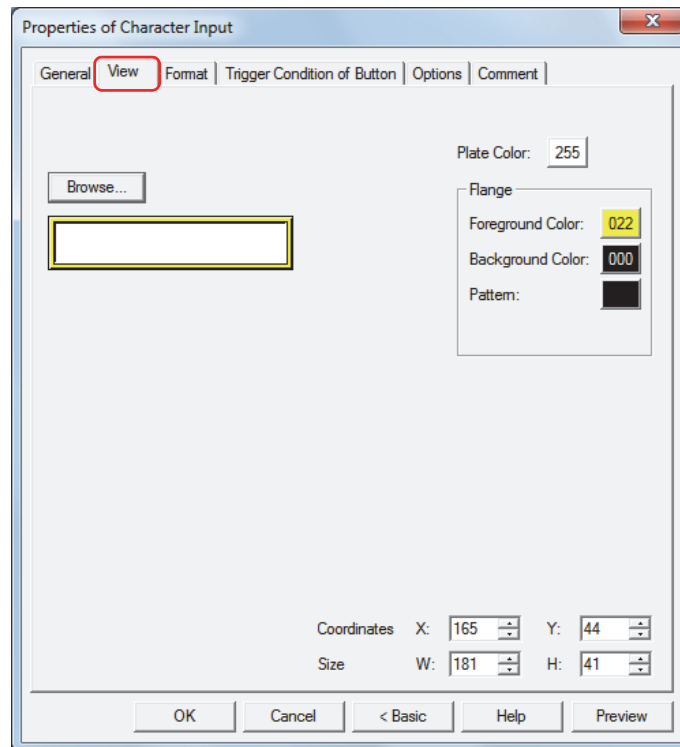 Properties of Character Input
X
General View Format Trigger Condition of Button Options Comment
Plate Color: 255
Browse...
Flange
Foreground Color: 022
Background Color: 000
Pattern:
Coordinates X: 165 Y: 44
Size W: 181 H: 41
OK Cancel < Basic Help Preview